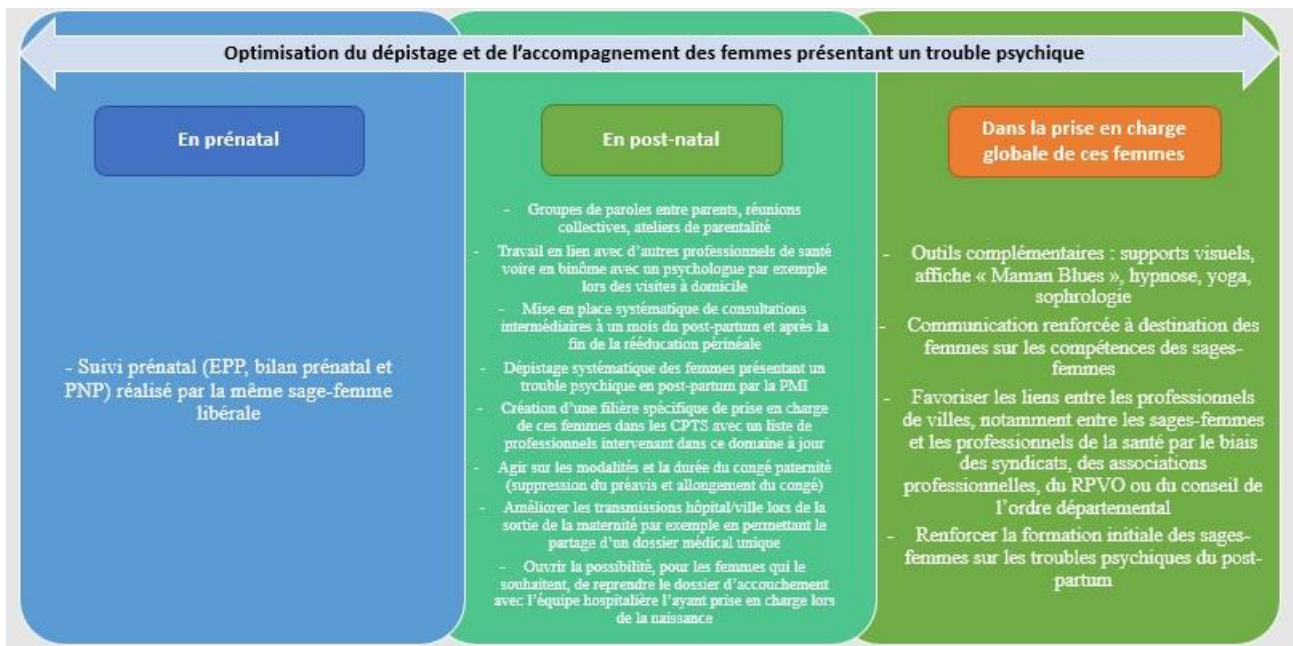 Optimisation du dépistage et de l'accompagnement des femmes présentant un trouble psychique
En prénatal
- Suivi prénatal (EPP, bilan prénatal et
PNP) réalisé par la même sage-femme
libérale
En post-natal
- Groupes de paroles entre parents, réunions
collectives, ateliers de parentalité
- Travail en lien avec d'autres professionnels de santé
voire en binôme avec un psychologue par exemple
lors des visites à domicile
- Mise en place systématique de consultations
intermédiaires à un mois du post-partum et après la
fin de la rééducation périnéale
- Dépistage systématique des femmes présentant un
trouble psychique en post-partum par la PMI
- Création d'une filière spécifique de prise en charge
de ces femmes dans les CPTS avec un liste de
professionnels intervenant dans ce domaine à jour
- Agir sur les modalités et la durée du congé paternité
(suppression du préavis et allongement du congé)
- Améliorer les transmissions hôpital/ville lors de la
sortie de la maternité par exemple en permettant le
partage d'un dossier médical unique
- Ouvrir la possibilité, pour les femmes qui le
souhaitent, de reprendre le dossier d'accouchement
avec l'équipe hospitalière l'ayant prise en charge lors
de la naissance
Dans la prise en charge
globale de ces femmes
- Outils complémentaires : supports visuels,
affiche « Maman Blues », hypnose, yoga,
sophrologie
- Communication renforcée à destination des
femmes sur les compétences des sages-
femmes
- Favoriser les liens entre les professionnels
de villes, notamment entre les sages-femmes
et les professionnels de la santé par le biais
des syndicats, des associations
professionnelles, du RPVO ou du conseil de
l'ordre départemental
- Renforcer la formation initiale des sages-
femmes sur les troubles psychiques du post-
partum